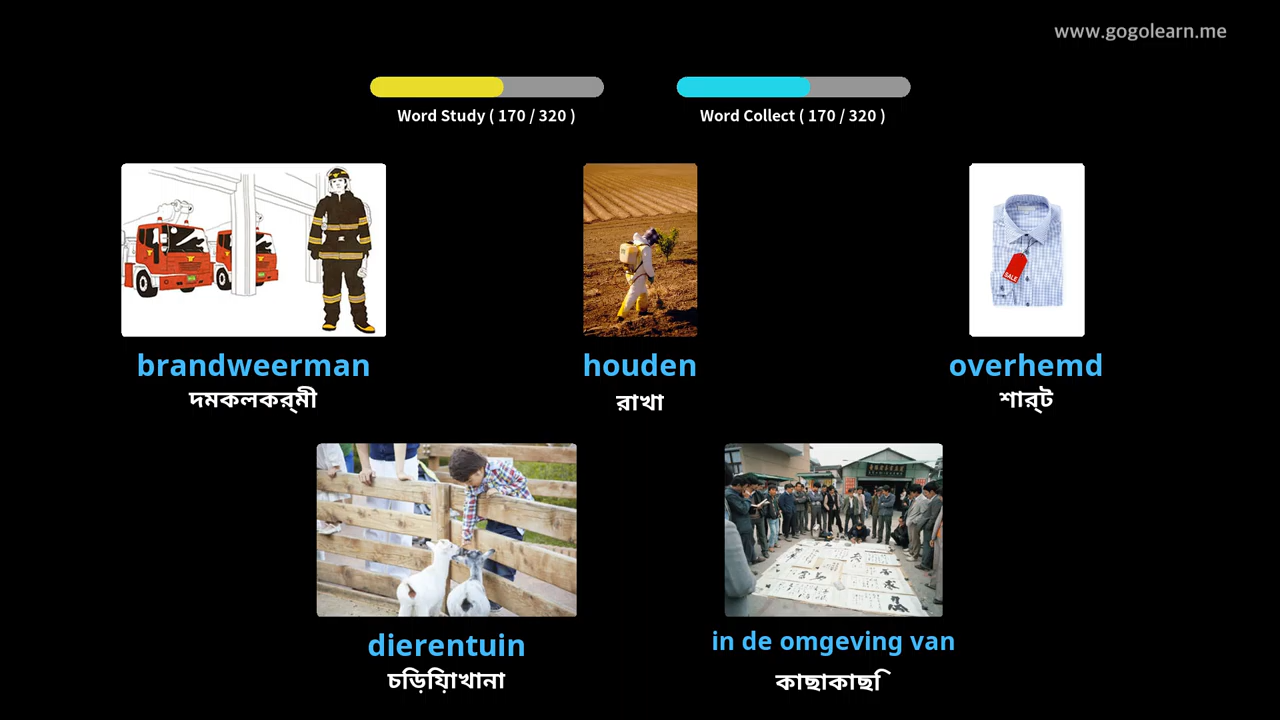 www.gogolearn.me
Word Study ( 170 / 320 )
Word Collect ( 170 / 320 )
brandweerman
houden
overhemd
দমকলকর্মী
রাখা
শার্ট
SALE
dierentuin
in de omgeving van
চিড়িয়াখানা
কাছাকাছি